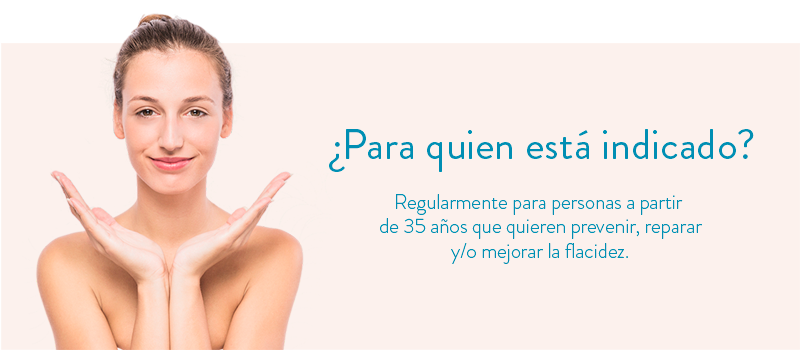 ¿Para quien está indicado?
Regularmente para personas a partir
de 35 años que quieren prevenir, reparar
y/o mejorar la flacidez.